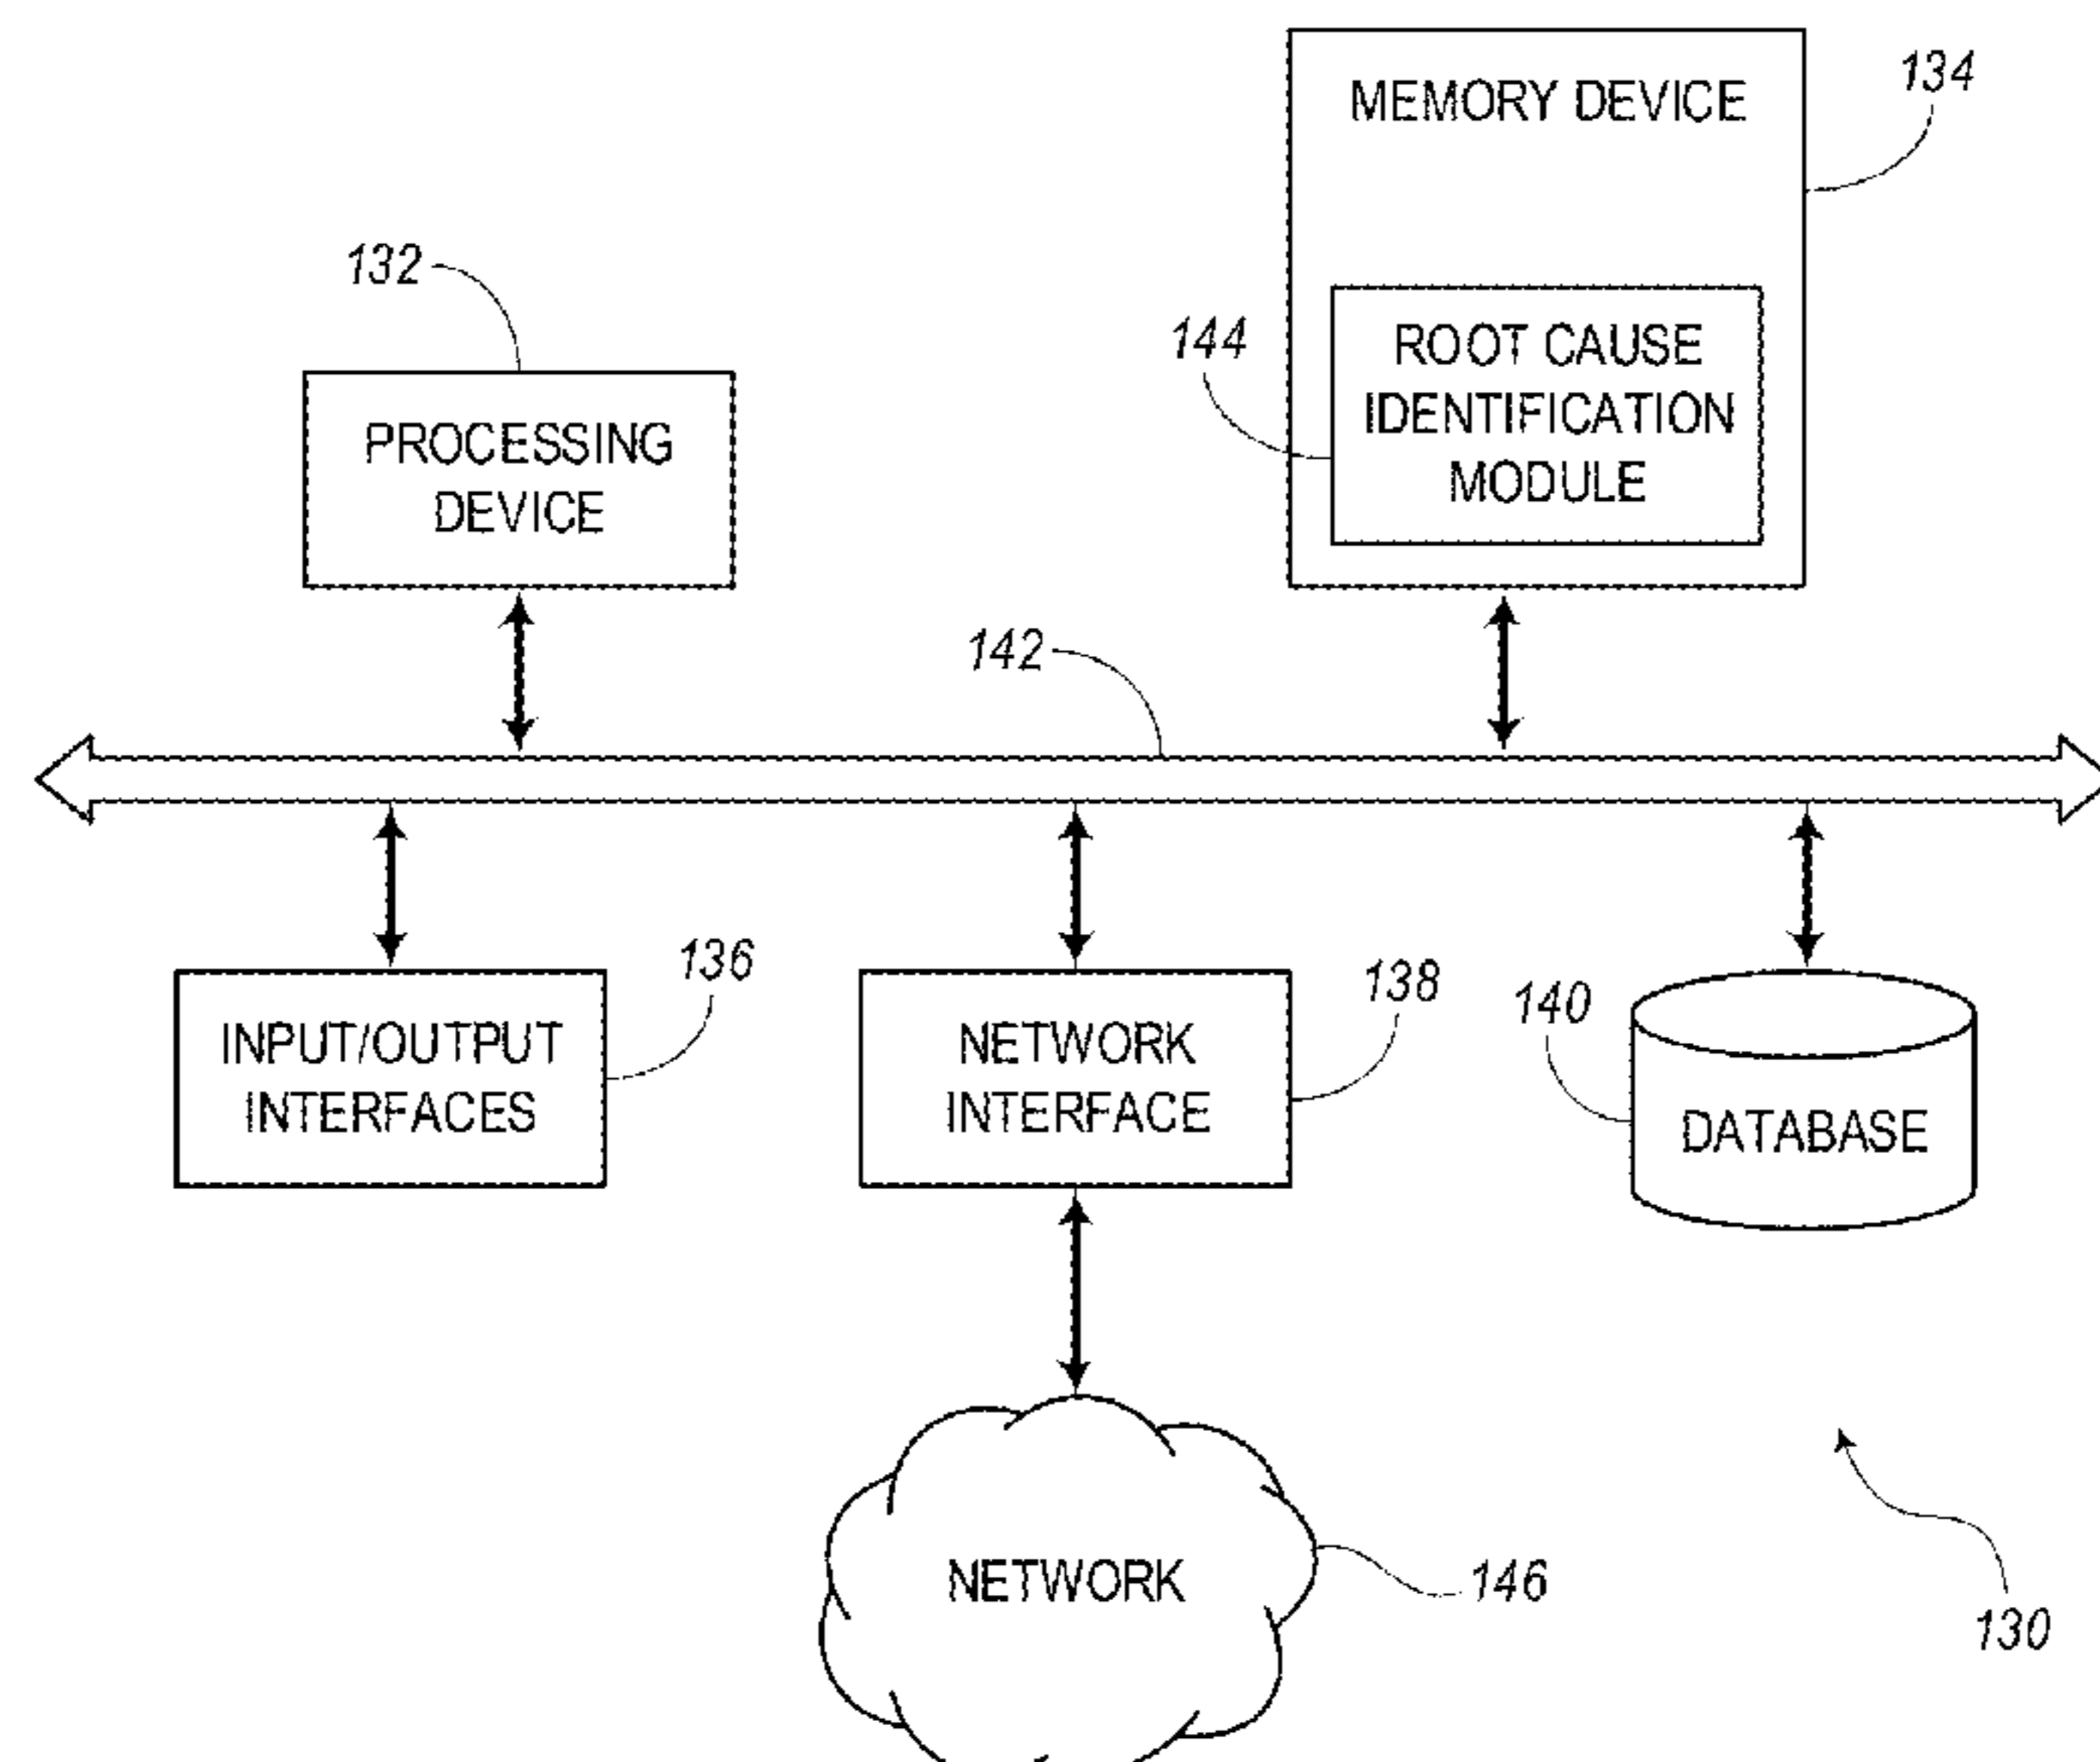 MEMORY DEVICE
134
132
144
ROOT CAUSE
IDENTIFICATION
MODULE
PROCESSING
DEVICE
142
136
138
140
INPUT/OUTPUT
INTERFACES
NETWORK
INTERFACE
DATABASE
NETWORK
146
130